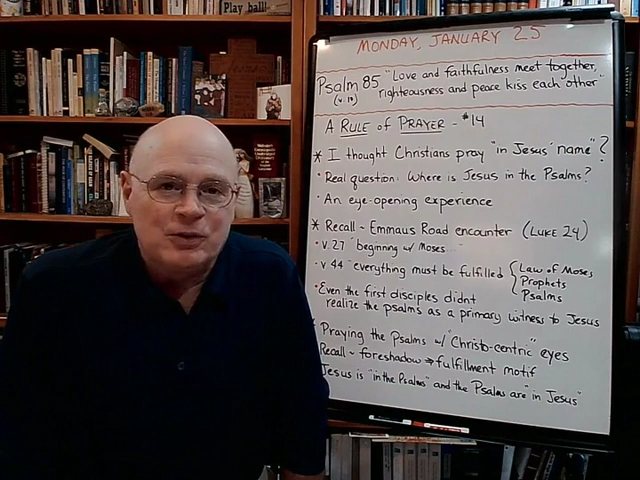 Play ball!
MONDAY, JANUARY 25
Psalm 85 "Love and faithfulness meet together,
(v. 10) righteousness and peace kiss each other"
A RULE of PRAYER - #14
* I thought Christians pray "in Jesus' name"?
• Real question: Where is Jesus in the Psalms?
• An eye-opening experience
* Recall ~ Emmaus Road encounter (LUKE 24)
• v. 27 "beginning w/ Moses..."
• v 44 "everything must be fulfilled { Law of Moses
Prophets
Psalms
• Even the first disciples didnt
realize the psalms as a primary witness to Jesus
* Praying the Psalms w/ "Christo-centric" eyes
Recall ~ foreshadow → fulfillment motif
Jesus is "in the Psalms" and the Psalms are "in Jesus"